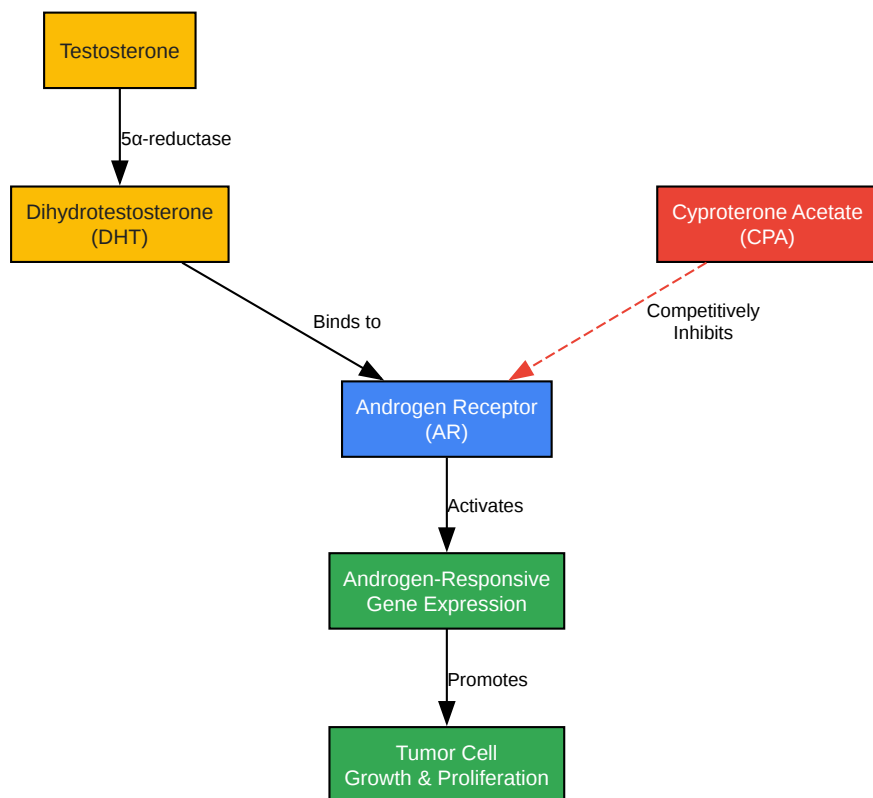 Testosterone
5α-reductase
Dihydrotestosterone
(DHT)
Cyproterone Acetate
(CPA)
Binds to
Competitively
Inhibits
Androgen Receptor
(AR)
Activates
Androgen-Responsive
Gene Expression
Promotes
Tumor Cell
Growth & Proliferation